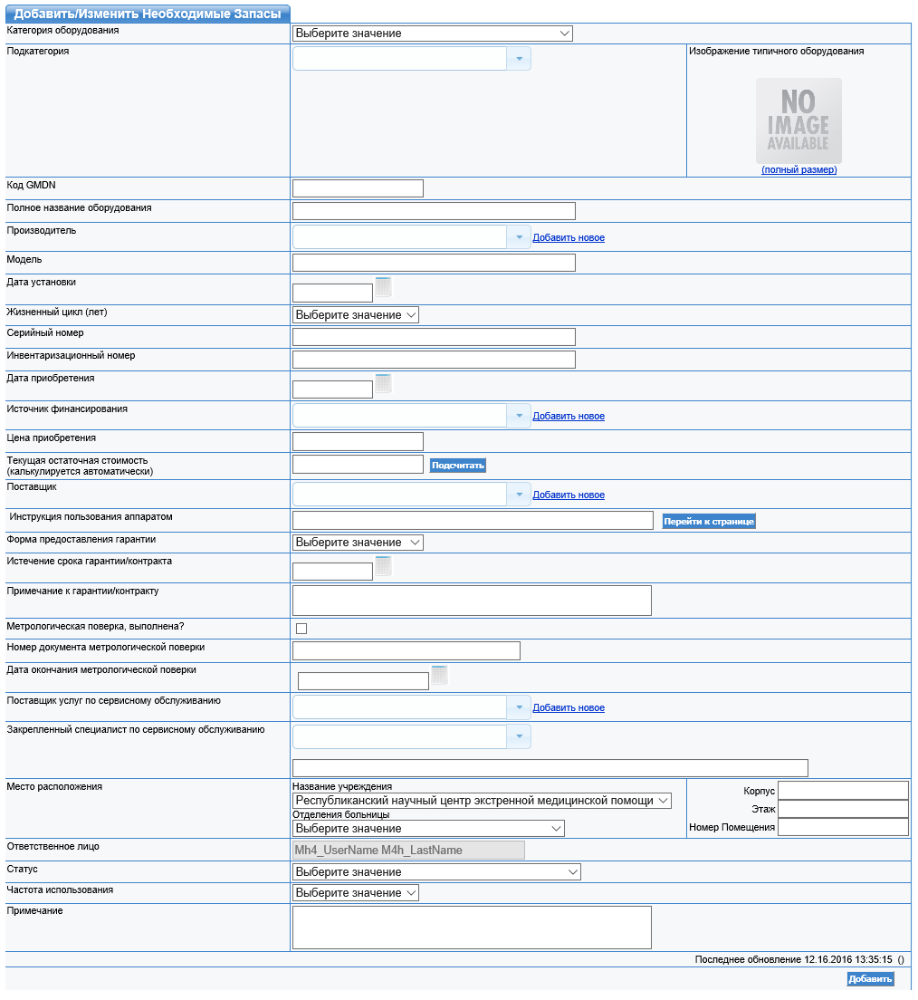 Добавить/Изменить Необходимые Запасы
Категория оборудования
Выберите значение
Подкатегория
Изображение типичного оборудования
NO
IMAGE
AVAILABLE
(полный размер)
Код GMDN
Полное название оборудования
Производитель
Добавить новое
Модель
Дата установки
Жизненный цикл (лет)
Выберите значение
Серийный номер
Инвентаризационный номер
Дата приобретения
Источник финансирования
Добавить новое
Цена приобретения
Текущая остаточная стоимость
(калькулируется автоматически)
Подсчитать
Поставщик
Добавить новое
Инструкция пользования аппаратом
Перейти к странице
Форма предоставления гарантии
Выберите значение
Истечение срока гарантии/контракта
Примечание к гарантии/контракту
Метрологическая поверка, выполнена?
Номер документа метрологической поверки
Дата окончания метрологической поверки
Поставщик услуг по сервисному обслуживанию
Добавить новое
Закрепленный специалист по сервисному обслуживанию
Место расположения
Название учреждения
Республиканский научный центр экстренной медицинской помощи
Отделения больницы
Выберите значение
Корпус
Этаж
Номер Помещения
Ответственное лицо
Mh4_UserName M4h_LastName
Статус
Выберите значение
Частота использования
Выберите значение
Примечание
Последнее обновление 12.16.2016 13:35:15 ()
Добавить